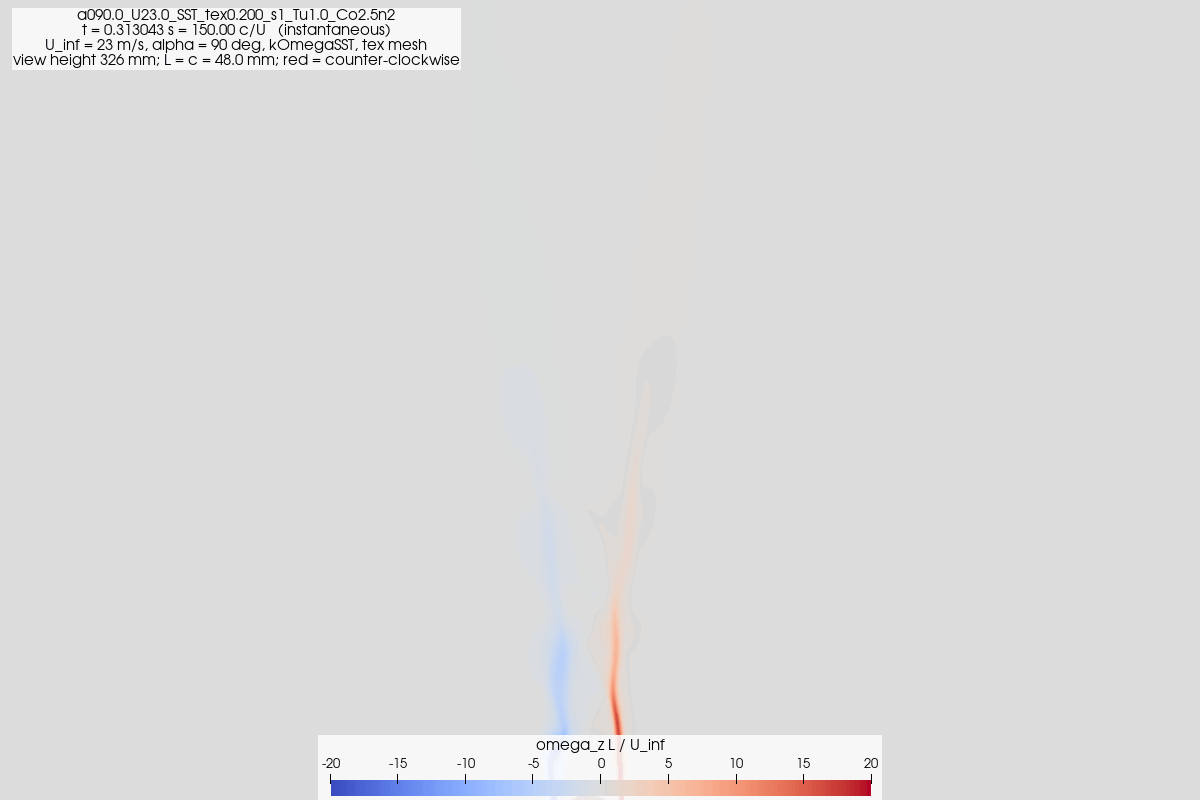 a090.0_U23.0_SST_tex0.200_s1_Tu1.0_Co2.5n2
t = 0.313043 s = 150.00 c/U (instantaneous)
U_inf = 23 m/s, alpha = 90 deg, kOmegaSST, tex mesh
view height 326 mm; L = c = 48.0 mm; red = counter-clockwise
omega_z L / U_inf
-20 -15 -10 -5 0 5 10 15 20